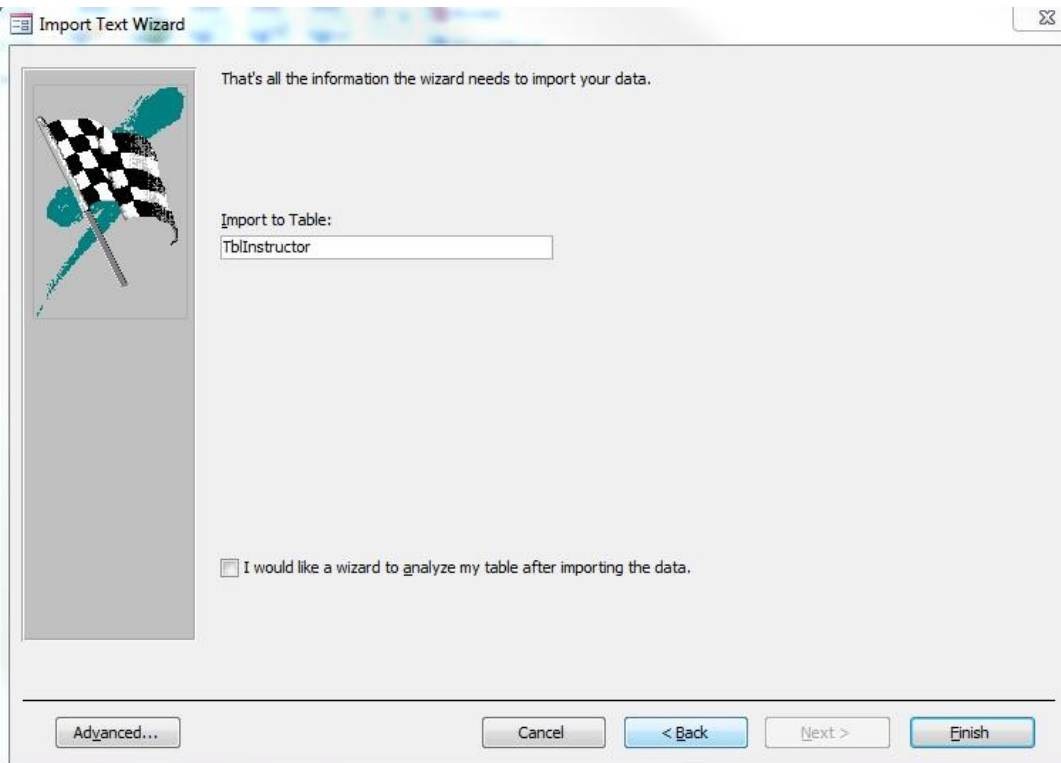 Import Text Wizard
That's all the information the wizard needs to import your data.
Import to Table:
TblInstructor
I would like a wizard to analyze my table after importing the data.
Advanced...
Cancel
< Back
Next >
Finish